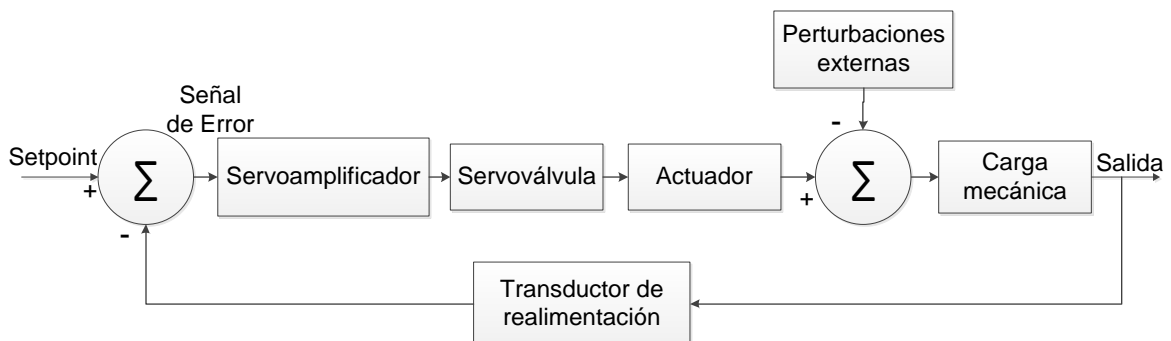 Perturbaciones
externas
Señal
de Error
-
Setpoint
+
Σ
Servoamplificador
Servoválvula
Actuador
+
Σ
Carga
mecánica
Salida
-
Transductor de
realimentación